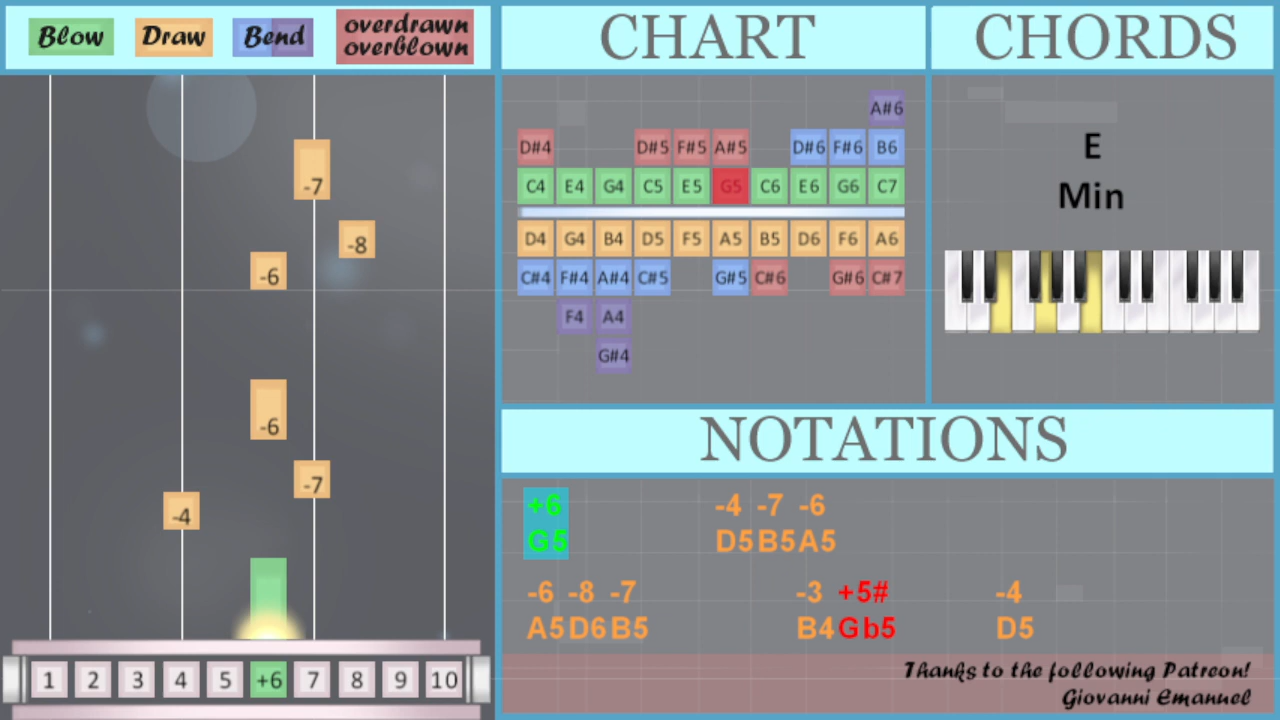 Blow Draw Bend overdrawn
overblown
CHART
CHORDS
-7
-8
-6
-6
-7
-4
1 2 3 4 5 +6 7 8 9 10
A#6
D#4 D#5 F#5 A#5 D#6 F#6 B6
C4 E4 G4 C5 E5 G5 C6 E6 G6 C7
D4 G4 B4 D5 F5 A5 B5 D6 F6 A6
C#4 F#4 A#4 C#5 G#5 C#6 G#6 C#7
F4 A4
G#4
E
Min
NOTATIONS
+6 -4 -7 -6
G5 D5 B5 A5
-6 -8 -7 -3 +5# -4
A5 D6 B5 B4 Gb5 D5
Thanks to the following Patreon!
Giovanni Emanuel